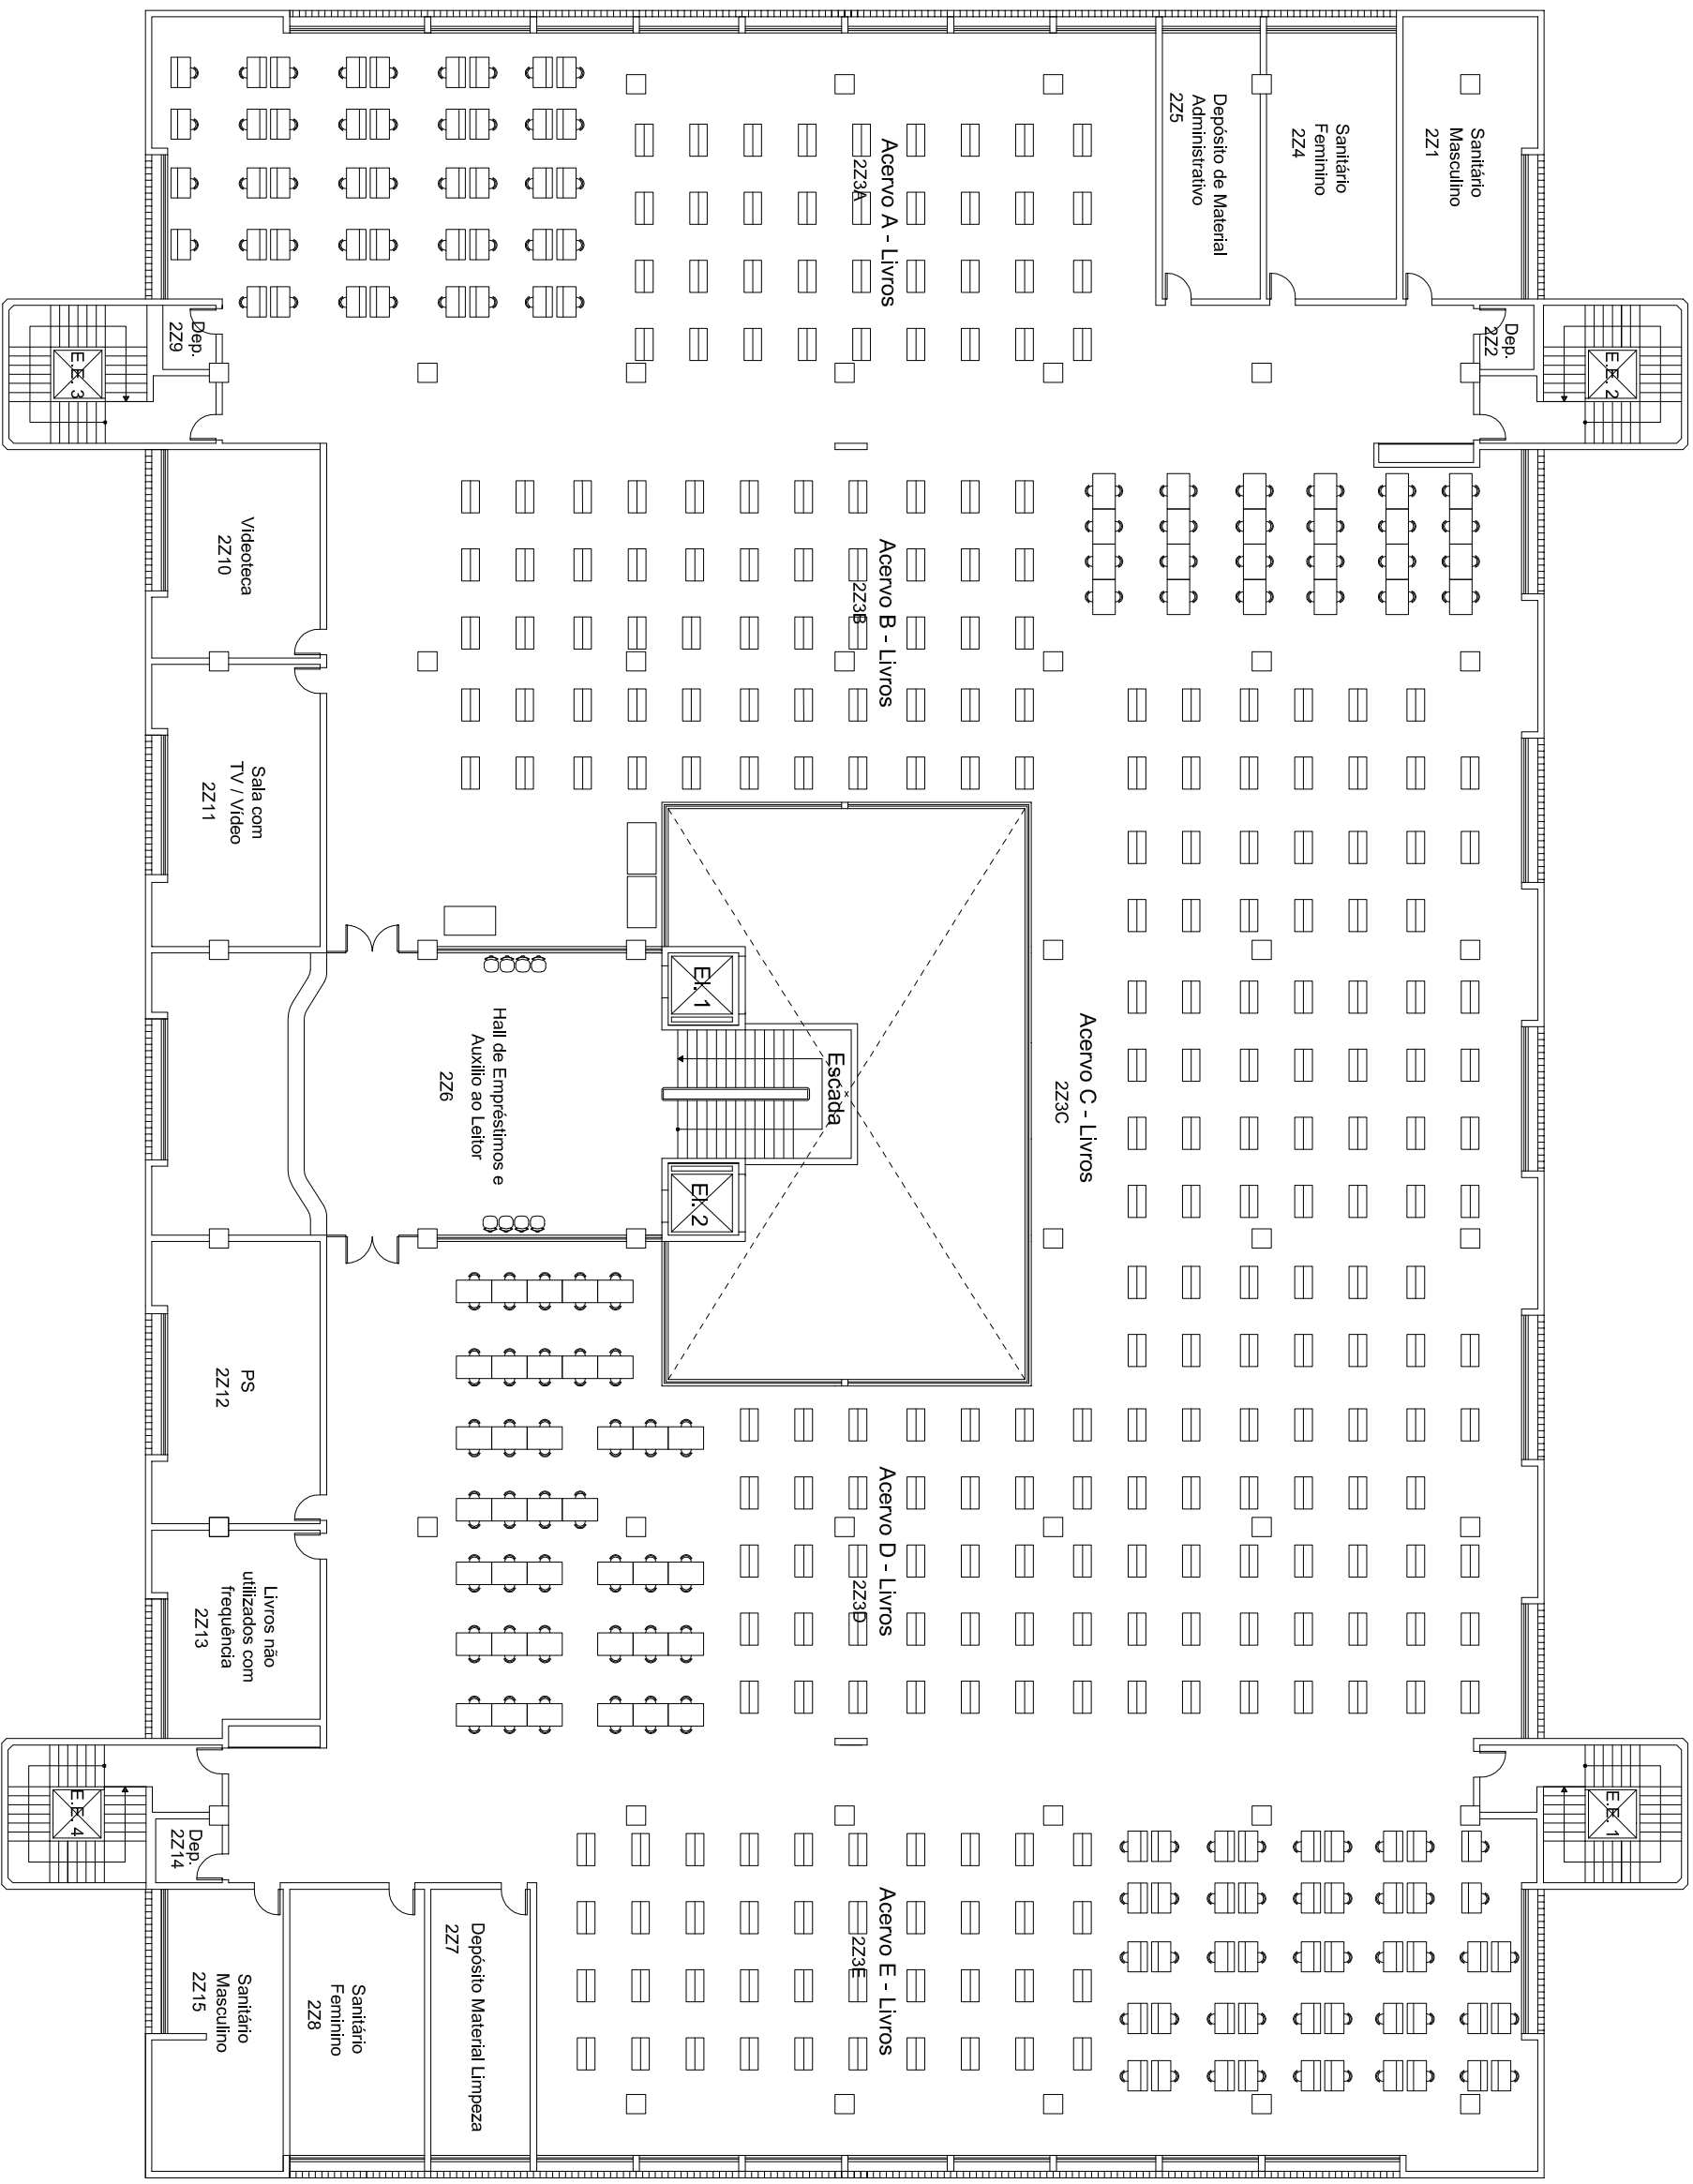 Sanitário
Masculino
2Z1
Sanitário
Feminino
2Z4
Depósito de Material
Administrativo
2Z5
Acervo A - Livros
2Z3A
Dep.
2Z9
E.E. 3
Dep.
2Z2
E.E. 2
Videoteca
2Z10
Acervo B - Livros
2Z3B
Sala com
TV / Vídeo
2Z11
El. 1
Escada
El. 2
Hall de Empréstimos e
Auxilio ao Leitor
2Z6
Acervo C - Livros
2Z3C
PS
2Z12
Acervo D - Livros
2Z3D
Livros não
utilizados com
frequência
2Z13
E.E. 4
Dep.
2Z14
E.E. 1
Acervo E - Livros
2Z3E
Depósito Material Limpeza
2Z7
Sanitário
Feminino
2Z8
Sanitário
Masculino
2Z15